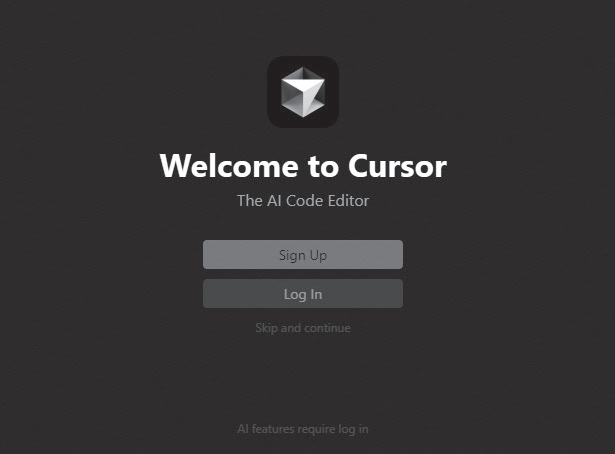 Welcome to Cursor
The AI Code Editor
Sign Up
Log In
Skip and continue
AI features require log in